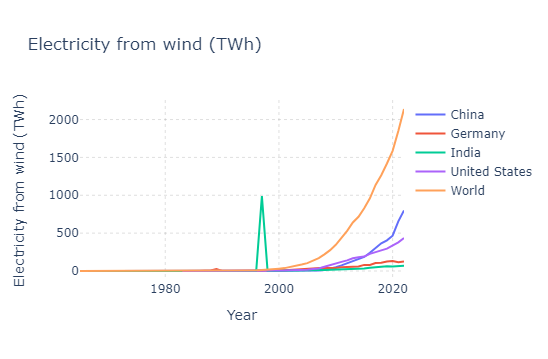 Electricity from wind (TWh)
Electricity from wind (TWh)
2000
1500
1000
500
0
1980
2000
2020
Year
China
Germany
India
United States
World